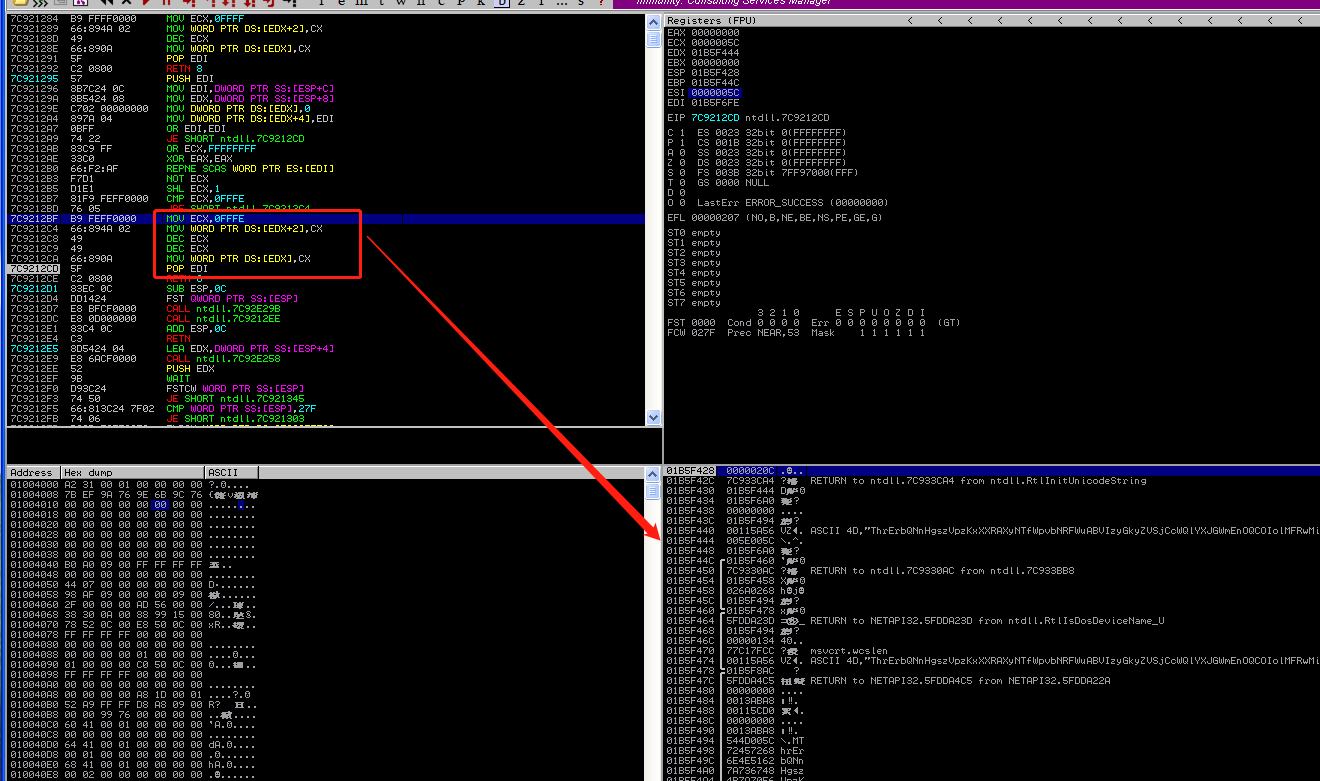 l e m t w h c P k b z r ... s ?
Immunity: Consulting Services Manager
7C921284 B9 FFFF0000 MOV ECX,0FFFF
7C921289 66:894A 02 MOV WORD PTR DS:[EDX+2],CX
7C92128D 49 DEC ECX
7C92128E 66:890A MOV WORD PTR DS:[EDX],CX
7C921291 5F POP EDI
7C921292 C2 0800 RETN 8
7C921295 57 PUSH EDI
7C921296 8B7C24 0C MOV EDI,DWORD PTR SS:[ESP+C]
7C92129A 8B5424 08 MOV EDX,DWORD PTR SS:[ESP+8]
7C92129E C702 00000000 MOV DWORD PTR DS:[EDX],0
7C9212A4 897A 04 MOV DWORD PTR DS:[EDX+4],EDI
7C9212A7 0BFF OR EDI,EDI
7C9212A9 74 22 JE SHORT ntdll.7C9212CD
7C9212AB 83C9 FF OR ECX,FFFFFFFF
7C9212AE 33C0 XOR EAX,EAX
7C9212B0 66:F2:AF REPNE SCAS WORD PTR ES:[EDI]
7C9212B3 F7D1 NOT ECX
7C9212B5 D1E1 SHL ECX,1
7C9212B7 81F9 FEFF0000 CMP ECX,0FFFE
7C9212BD 76 05 JBE SHORT ntdll.7C9212C4
7C9212BF B9 FEFF0000 MOV ECX,0FFFE
7C9212C4 66:894A 02 MOV WORD PTR DS:[EDX+2],CX
7C9212C8 49 DEC ECX
7C9212C9 49 DEC ECX
7C9212CA 66:890A MOV WORD PTR DS:[EDX],CX
7C9212CD 5F POP EDI
7C9212CE C2 0800 RETN 8
7C9212D1 83EC 0C SUB ESP,0C
7C9212D4 DD1424 FST QWORD PTR SS:[ESP]
7C9212D7 E8 BFCF0000 CALL ntdll.7C92E29B
7C9212DC E8 0D000000 CALL ntdll.7C9212EE
7C9212E1 83C4 0C ADD ESP,0C
7C9212E4 C3 RETN
7C9212E5 8D5424 04 LEA EDX,DWORD PTR SS:[ESP+4]
7C9212E9 E8 6ACF0000 CALL ntdll.7C92E258
7C9212EE 52 PUSH EDX
7C9212EF 9B WAIT
7C9212F0 D93C24 FSTCW WORD PTR SS:[ESP]
7C9212F3 74 50 JE SHORT ntdll.7C921345
7C9212F5 66:813C24 7F02 CMP WORD PTR SS:[ESP],27F
7C9212FB 74 06 JE SHORT ntdll.7C921303
Registers (FPU) < < < < < < < < < < < < <
EAX 00000000
ECX 0000005C
EDX 01B5F444
EBX 00000000
ESP 01B5F428
EBP 01B5F44C
ESI 0000005C
EDI 01B5F6FE
EIP 7C9212CD ntdll.7C9212CD
C 1 ES 0023 32bit 0(FFFFFFFF)
P 1 CS 001B 32bit 0(FFFFFFFF)
A 0 SS 0023 32bit 0(FFFFFFFF)
Z 0 DS 0023 32bit 0(FFFFFFFF)
S 0 FS 003B 32bit 7FF97000(FFF)
T 0 GS 0000 NULL
D 0
O 0 LastErr ERROR_SUCCESS (00000000)
EFL 00000207 (NO,B,NE,BE,NS,PE,GE,G)
ST0 empty
ST1 empty
ST2 empty
ST3 empty
ST4 empty
ST5 empty
ST6 empty
ST7 empty
3 2 1 0 E S P U O Z D I
FST 0000 Cond 0 0 0 0 Err 0 0 0 0 0 0 0 0 (GT)
FCW 027F Prec NEAR,53 Mask 1 1 1 1 1 1
Address Hex dump ASCII
01004000 A2 31 00 01 00 00 00 00
01004008 7B EF 9A 76 9E 6B 9C 76
01004010 00 00 00 00 00 00 00 00 ........
01004018 00 00 00 00 00 00 00 00 ........
01004020 00 00 00 00 00 00 00 00 ........
01004028 00 00 00 00 00 00 00 00 ........
01004030 00 00 00 00 00 00 00 00 ........
01004038 00 00 00 00 00 00 00 00 ........
01004040 B0 A0 09 00 FF FF FF FF
01004048 00 00 00 00 00 00 00 00 ........
01004050 44 07 00 00 00 00 00 00 D.......
01004058 98 AF 09 00 00 00 09 00
01004060 2F 00 00 00 AD 56 00 00
01004068 38 30 0A 00 88 99 15 00
01004070 78 52 0C 00 E8 50 0C 00
01004078 FF FF FF FF 00 00 00 00
01004080 00 00 00 00 01 00 00 00
01004088 00 00 00 00 00 00 00 00
01004090 01 00 00 00 C0 50 0C 00
01004098 FF FF FF FF 00 00 00 00
010040A0 00 00 00 00 00 00 00 00 ........
010040A8 00 00 00 00 A8 1D 00 01 ....?.0
010040B0 52 A9 FF FF D8 A8 09 00
010040B8 00 00 99 76 00 00 00 00
010040C0 60 41 00 01 00 00 00 00 `A.0....
010040C8 00 00 00 00 00 00 00 00 ........
010040D0 64 41 00 01 00 00 00 00 dA.0....
010040D8 00 01 00 00 00 00 00 00 .0......
010040E0 68 41 00 01 00 00 00 00 hA.0....
010040E8 00 02 00 00 00 00 00 00
01B5F428 0000020C
01B5F42C 7C933CA4 RETURN to ntdll.7C933CA4 from ntdll.RtlInitUnicodeString
01B5F430 01B5F444
01B5F434 01B5F6A0
01B5F438 00000000 ....
01B5F43C 01B5F494
01B5F440 00115A56 ASCII 4D,"ThrErbQNnHgszVpzKxXXRAXyNTfWpvbNRFWuABVIzyGkyZVSjCoWQlYXJGWmEnOQCOIolMFRwMi
01B5F444 005E005C \.^.
01B5F448 01B5F6A0
01B5F44C 01B5F460
01B5F450 7C9330AC RETURN to ntdll.7C9330AC from ntdll.7C933BB8
01B5F454 01B5F458
01B5F458 026A0268
01B5F45C 01B5F494
01B5F460 01B5F478
01B5F464 5FDDA23D RETURN to NETAPI32.5FDDA23D from ntdll.RtlIsDosDeviceName_U
01B5F468 01B5F494
01B5F46C 00000134 40..
01B5F470 77C17FCC msvcrt.wcslen
01B5F474 00115A56 ASCII 4D,"ThrErbQNnHgszVpzKxXXRAXyNTfWpvbNRFWuABVIzyGkyZVSjCoWQlYXJGWmEnOQCOIolMFRwMi
01B5F478 01B5F8AC
01B5F47C 5FDDA4C5 RETURN to NETAPI32.5FDDA4C5 from NETAPI32.5FDDA22A
01B5F480 00000000 ....
01B5F484 0013ABA8
01B5F488 00115CD0
01B5F48C 00000000 ....
01B5F490 0013ABA8
01B5F494 544D005C \.MT
01B5F498 72457268 hrEr
01B5F49C 6E4E5162 bQNn
01B5F4A0 7A736748 Hgsz